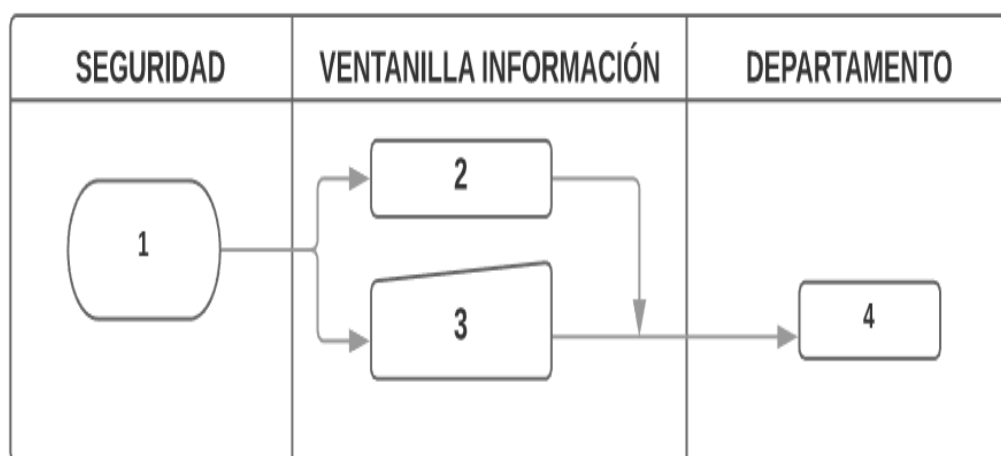 SEGURIDAD
VENTANILLA INFORMACIÓN
DEPARTAMENTO
1
2
3
4